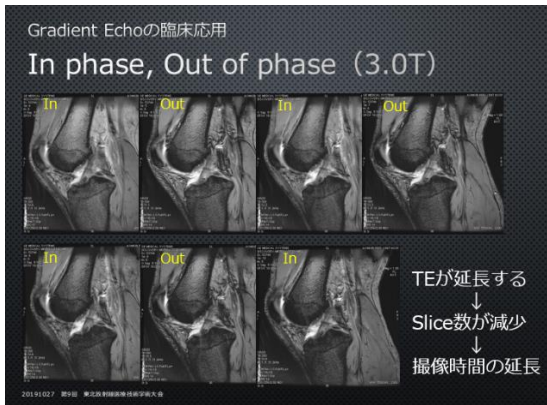 Gradient Echoの臨床応用
In phase, Out of phase（3.0T）
In
Out
In
Out
In
Out
In
TEが延長する
↓
Slice数が減少
↓
撮像時間の延長
20191027 第9回 東北放射線医療技術学術大会